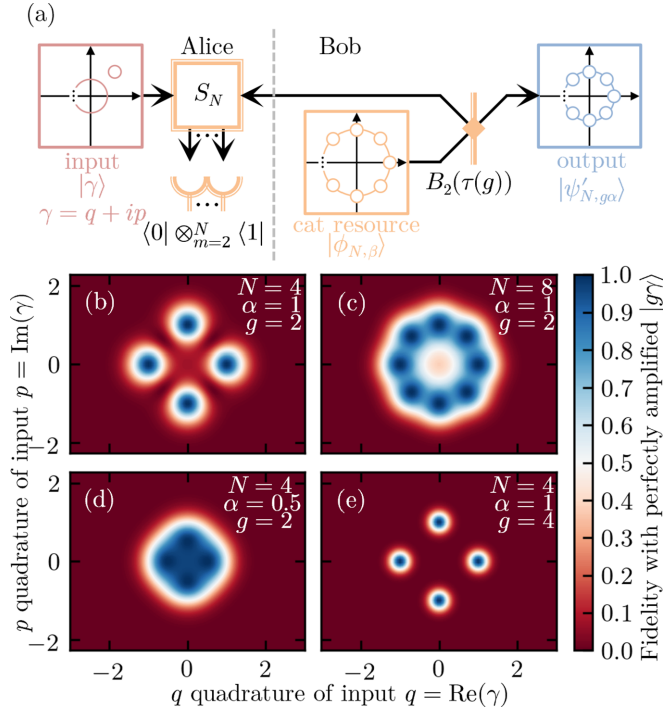 (a)
Alice
Bob
S_N
input
|γ⟩
γ = q + ip
⟨0| ⊗_{m=2}^{N} ⟨1|
cat resource
|ϕ_{N,β}⟩
B_2(τ(g))
output
|ψ′_{N,gα}⟩
(b)
N = 4
α = 1
g = 2
(c)
N = 8
α = 1
g = 2
(d)
N = 4
α = 0.5
g = 2
(e)
N = 4
α = 1
g = 4
2
0
−2
2
0
−2
−2
0
2
−2
0
2
p quadrature of input p = Im(γ)
q quadrature of input q = Re(γ)
1.0
0.9
0.8
0.7
0.6
0.5
0.4
0.3
0.2
0.1
0.0
Fidelity with perfectly amplified |gγ⟩